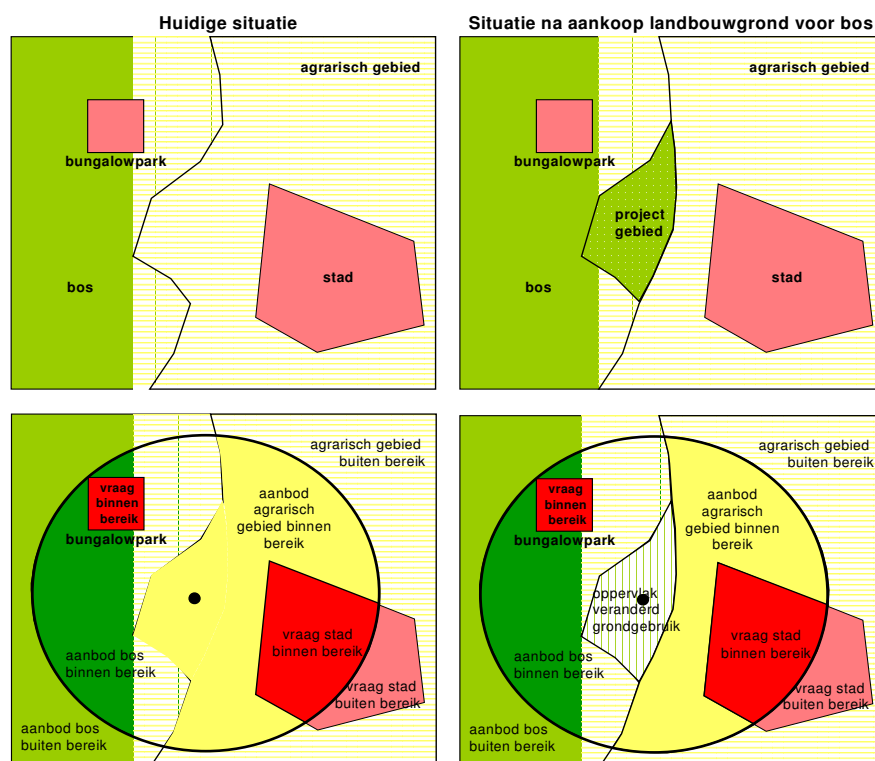 Huidige situatie
Situatie na aankoop landbouwgrond voor bos
agrarisch gebied
bungalowpark
stad
bos
agrarisch gebied
bungalowpark
project
gebied
stad
bos
agrarisch gebied
buiten bereik
vraag
binnen
bereik
bungalowpark
aanbod
agrarisch
gebied binnen
bereik
vraag stad
binnen bereik
aanbod bos
binnen bereik
vraag stad
buiten bereik
aanbod bos
buiten bereik
agrarisch gebied
buiten bereik
vraag
binnen
bereik
bungalowpark
aanbod
agrarisch
gebied binnen
bereik
oppervlak
veranderd
grondgebruik
vraag stad
binnen bereik
aanbod bos
binnen bereik
vraag stad
buiten bereik
aanbod bos
buiten bereik